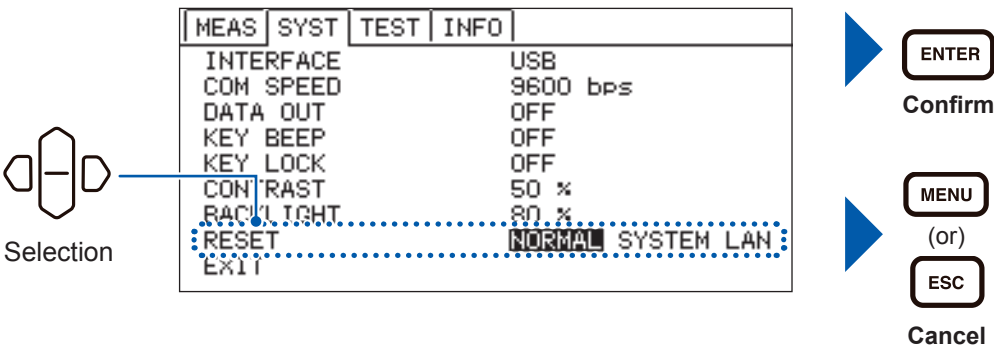 MEAS SYST TEST INFO
INTERFACE USB
COM SPEED 9600 bps
DATA OUT OFF
KEY BEEP OFF
KEY LOCK OFF
CONTRAST 50 %
BACKLIGHT 80 %
RESET NORMAL SYSTEM LAN
EXIT
Selection
ENTER
Confirm
MENU
(or)
ESC
Cancel